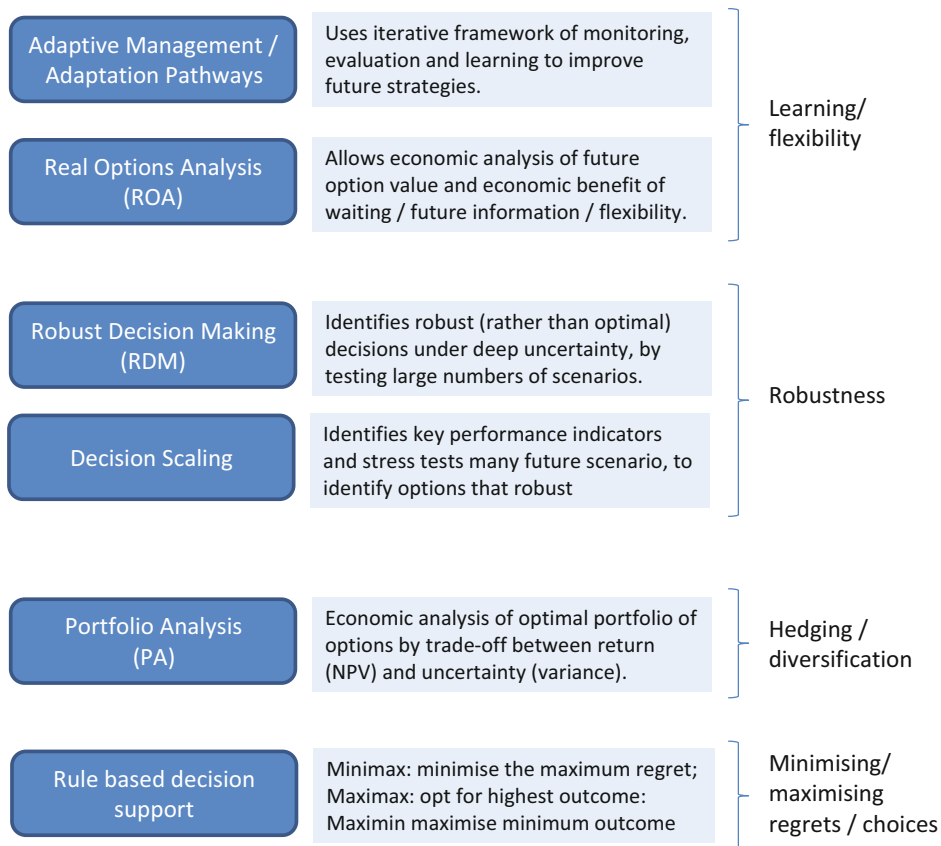 Adaptive Management /
Adaptation Pathways
Uses iterative framework of monitoring,
evaluation and learning to improve
future strategies.
Learning/
flexibility
Real Options Analysis
(ROA)
Allows economic analysis of future
option value and economic benefit of
waiting / future information / flexibility.
Robust Decision Making
(RDM)
Identifies robust (rather than optimal)
decisions under deep uncertainty, by
testing large numbers of scenarios.
Robustness
Decision Scaling
Identifies key performance indicators
and stress tests many future scenario, to
identify options that robust
Portfolio Analysis
(PA)
Economic analysis of optimal portfolio of
options by trade-off between return
(NPV) and uncertainty (variance).
Hedging /
diversification
Rule based decision
support
Minimax: minimise the maximum regret;
Maximax: opt for highest outcome:
Maximin maximise minimum outcome
Minimising/
maximising
regrets / choices